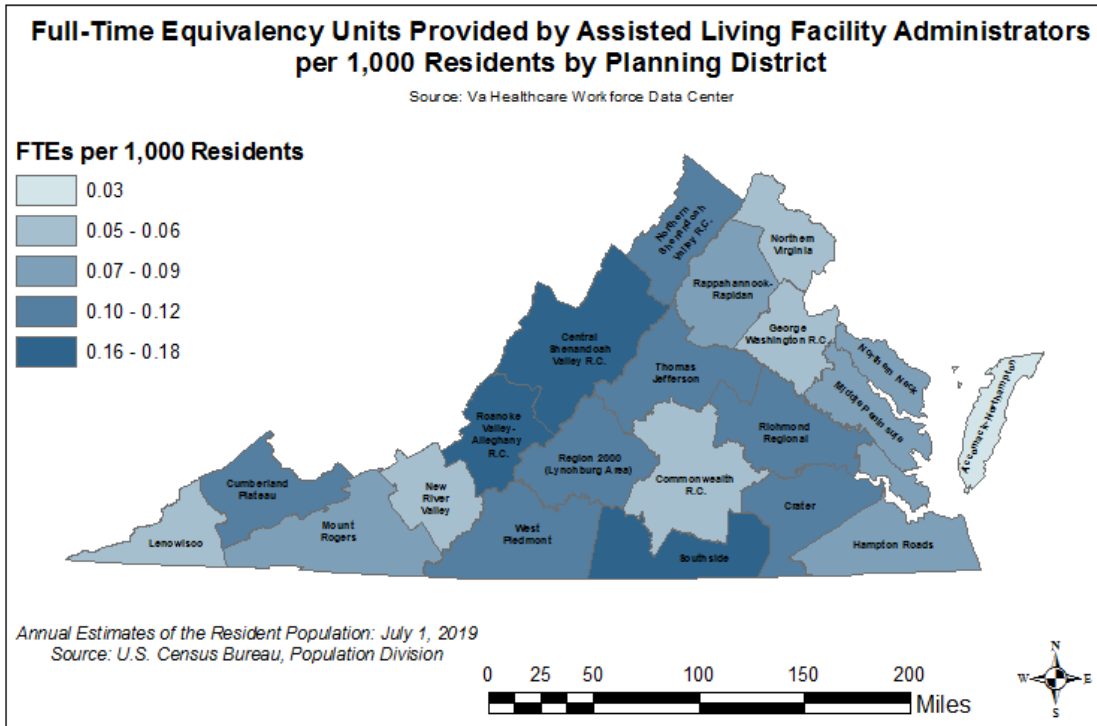 Full-Time Equivalency Units Provided by Assisted Living Facility Administrators
per 1,000 Residents by Planning District
Source: Va Healthcare Workforce Data Center
FTEs per 1,000 Residents
0.03
0.05 - 0.06
0.07 - 0.09
0.10 - 0.12
0.16 - 0.18
Northern
Shenandoah
Valley R.C.
Northern
Virginia
Rappahannock-
Rapidan
George
Washington R.C.
Northern Neck
Central
Shenandoah
Valley R.C.
Thomas
Jefferson
Middle Peninsula
Accomack-Northampton
Roanoke
Valley-
Alleghany
R.C.
Richmond
Regional
Region 2000
(Lynchburg Area)
Commonwealth
R.C.
Cumberland
Plateau
New
River
Valley
Crater
Mount
Rogers
West
Piedmont
Lenowisco
Southside
Hampton Roads
Annual Estimates of the Resident Population: July 1, 2019
Source: U.S. Census Bureau, Population Division
0 25 50 100 150 200
Miles
N
W E
S